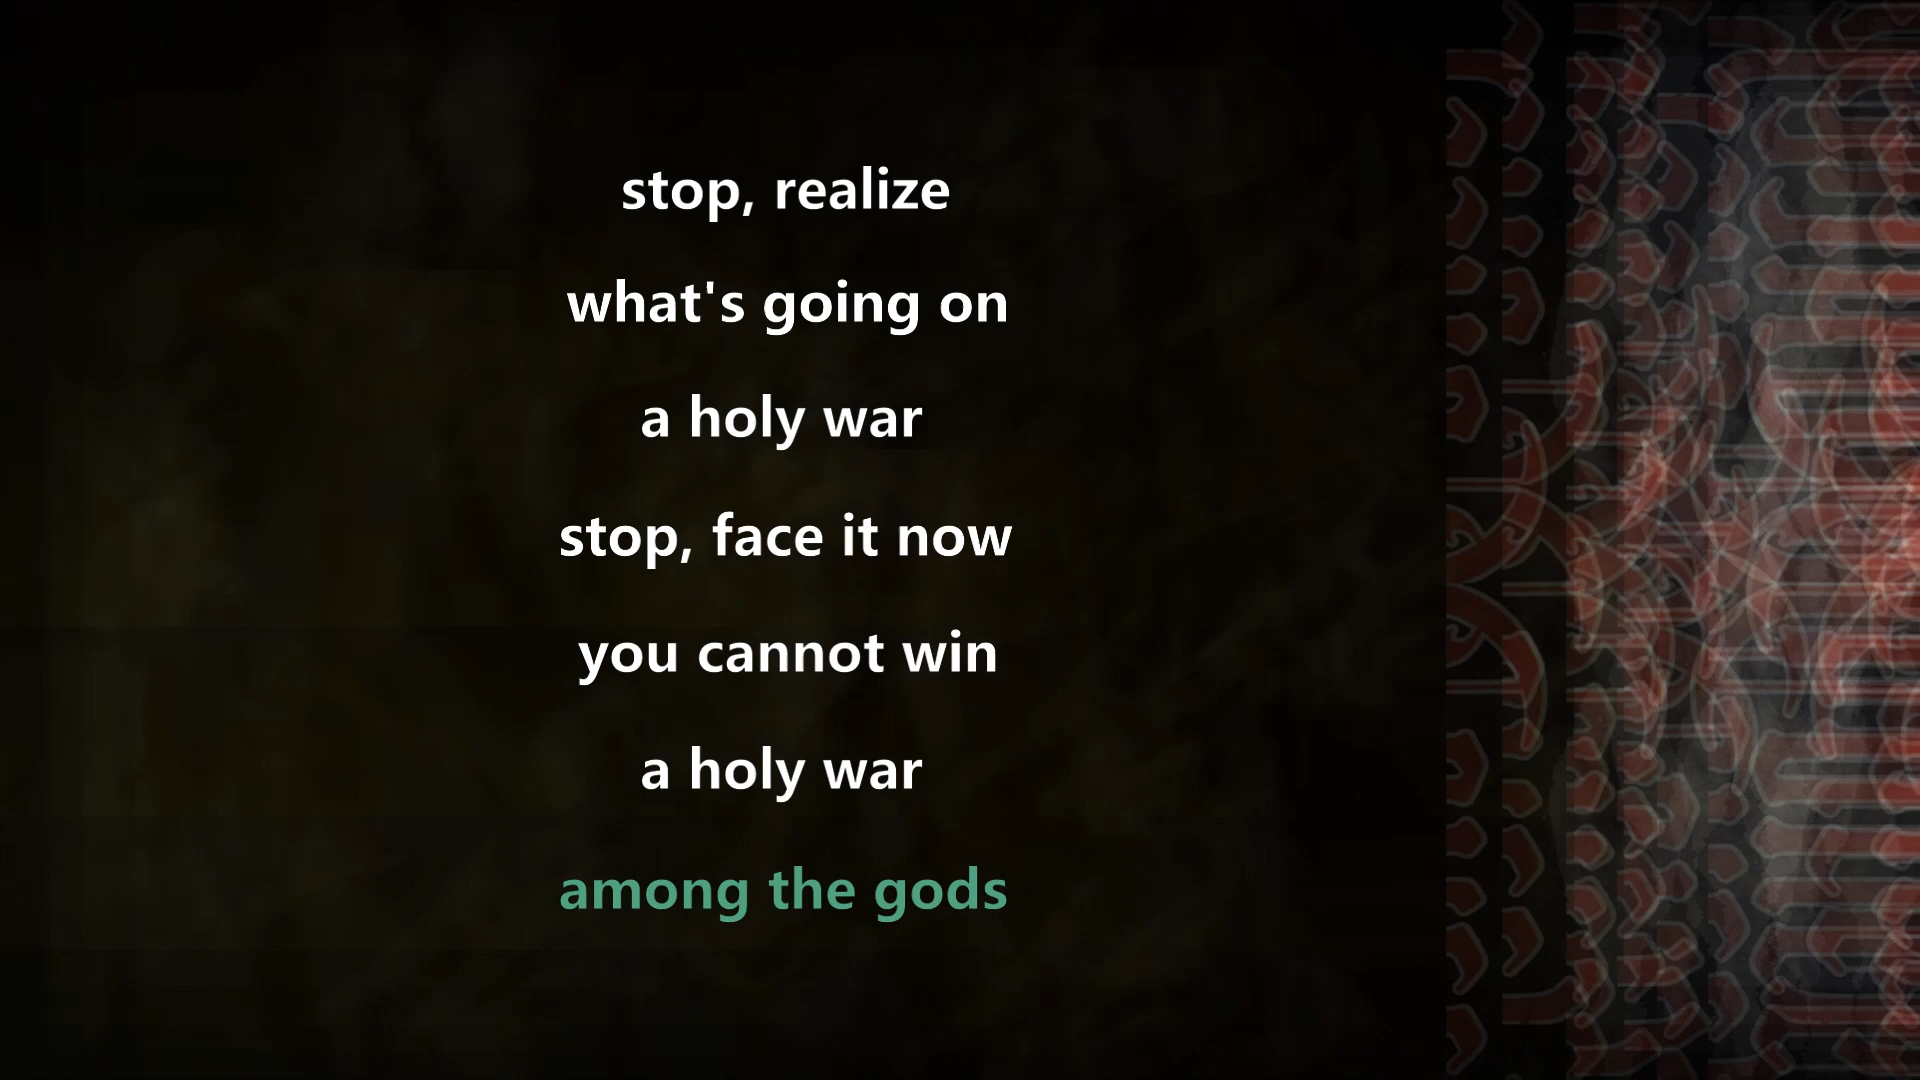 stop, realize
what's going on
a holy war
stop, face it now
you cannot win
a holy war
among the gods